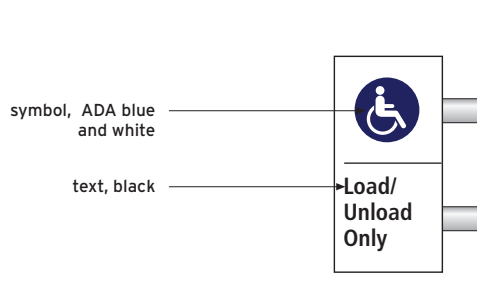 symbol, ADA blue
and white
text, black
Load/
Unload
Only